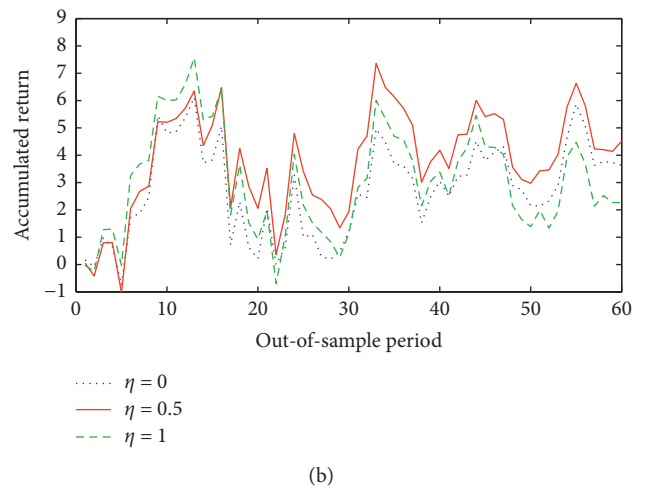 9
8
7
6
5
4
3
2
1
0
−1
Accumulated return
0 10 20 30 40 50 60
Out-of-sample period
η = 0
η = 0.5
η = 1
(b)